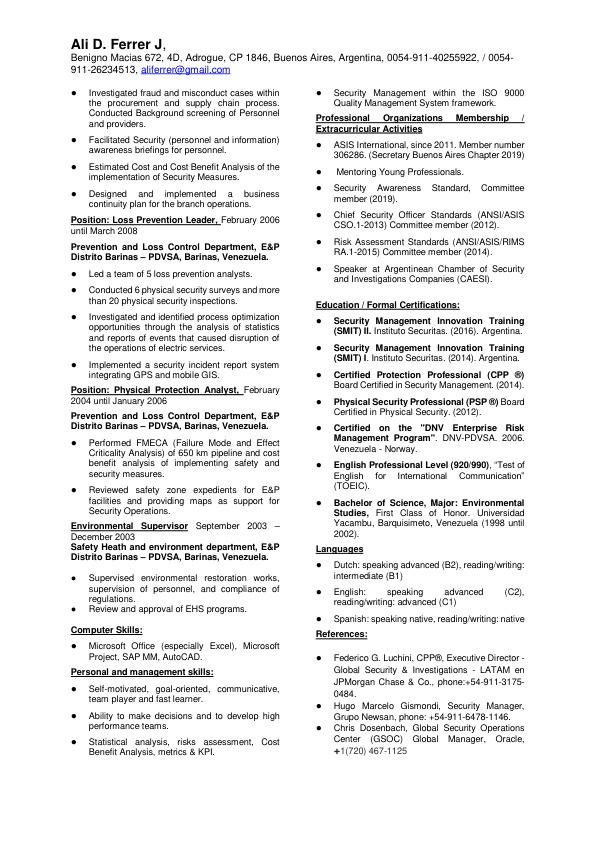 Ali D. Ferrer J,
Benigno Macias 672, 4D, Adrogue, CP 1846, Buenos Aires, Argentina, 0054-911-40255922, / 0054-
911-26234513, aliferrer@gmail.com
● Investigated fraud and misconduct cases within
the procurement and supply chain process.
Conducted Background screening of Personnel
and providers.
● Facilitated Security (personnel and information)
awareness briefings for personnel.
● Estimated Cost and Cost Benefit Analysis of the
implementation of Security Measures.
● Designed and implemented a business
continuity plan for the branch operations.
Position: Loss Prevention Leader, February 2006
until March 2008
Prevention and Loss Control Department, E&P
Distrito Barinas – PDVSA, Barinas, Venezuela.
● Led a team of 5 loss prevention analysts.
● Conducted 6 physical security surveys and more
than 20 physical security inspections.
● Investigated and identified process optimization
opportunities through the analysis of statistics
and reports of events that caused disruption of
the operations of electric services.
● Implemented a security incident report system
integrating GPS and mobile GIS.
Position: Physical Protection Analyst, February
2004 until January 2006
Prevention and Loss Control Department, E&P
Distrito Barinas – PDVSA, Barinas, Venezuela.
● Performed FMECA (Failure Mode and Effect
Criticality Analysis) of 650 km pipeline and cost
benefit analysis of implementing safety and
security measures.
● Reviewed safety zone expedients for E&P
facilities and providing maps as support for
Security Operations.
Environmental Supervisor September 2003 –
December 2003
Safety Heath and environment department, E&P
Distrito Barinas – PDVSA, Barinas, Venezuela.
● Supervised environmental restoration works,
supervision of personnel, and compliance of
regulations.
● Review and approval of EHS programs.
Computer Skills:
● Microsoft Office (especially Excel), Microsoft
Project, SAP MM, AutoCAD.
Personal and management skills:
● Self-motivated, goal-oriented, communicative,
team player and fast learner.
● Ability to make decisions and to develop high
performance teams.
● Statistical analysis, risks assessment, Cost
Benefit Analysis, metrics & KPI.
● Security Management within the ISO 9000
Quality Management System framework.
Professional Organizations Membership /
Extracurricular Activities
● ASIS International, since 2011. Member number
306286. (Secretary Buenos Aires Chapter 2019)
● Mentoring Young Professionals.
● Security Awareness Standard, Committee
member (2019).
● Chief Security Officer Standards (ANSI/ASIS
CSO.1-2013) Committee member (2012).
● Risk Assessment Standards (ANSI/ASIS/RIMS
RA.1-2015) Committee member (2014).
● Speaker at Argentinean Chamber of Security
and Investigations Companies (CAESI).
Education / Formal Certifications:
● Security Management Innovation Training
(SMIT) II. Instituto Securitas. (2016). Argentina.
● Security Management Innovation Training
(SMIT) I. Instituto Securitas. (2014). Argentina.
● Certified Protection Professional (CPP ®)
Board Certified in Security Management. (2014).
● Physical Security Professional (PSP ®) Board
Certified in Physical Security. (2012).
● Certified on the "DNV Enterprise Risk
Management Program". DNV-PDVSA. 2006.
Venezuela - Norway.
● English Professional Level (920/990), “Test of
English for International Communication”
(TOEIC).
● Bachelor of Science, Major: Environmental
Studies, First Class of Honor. Universidad
Yacambu, Barquisimeto, Venezuela (1998 until
2002).
Languages
● Dutch: speaking advanced (B2), reading/writing:
intermediate (B1)
● English: speaking advanced (C2),
reading/writing: advanced (C1)
● Spanish: speaking native, reading/writing: native
References:
● Federico G. Luchini, CPP®, Executive Director -
Global Security & Investigations - LATAM en
JPMorgan Chase & Co., phone:+54-911-3175-
0484.
● Hugo Marcelo Gismondi, Security Manager,
Grupo Newsan, phone: +54-911-6478-1146.
● Chris Dosenbach, Global Security Operations
Center (GSOC) Global Manager, Oracle,
+1(720) 467-1125